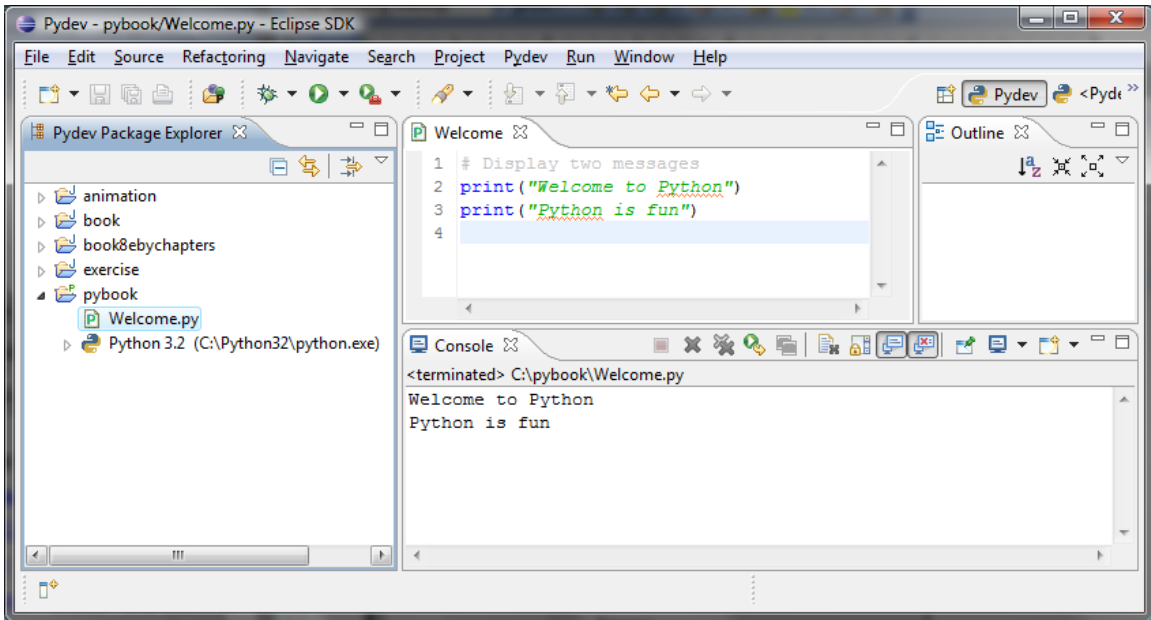 Pydev - pybook/Welcome.py - Eclipse SDK
File Edit Source Refactoring Navigate Search Project Pydev Run Window Help
Pydev <Pyde »
Pydev Package Explorer
animation
book
book8ebychapters
exercise
pybook
Welcome.py
Python 3.2 (C:\Python32\python.exe)
Welcome
1 # Display two messages
2 print("Welcome to Python")
3 print("Python is fun")
4
Outline
Console
<terminated> C:\pybook\Welcome.py
Welcome to Python
Python is fun